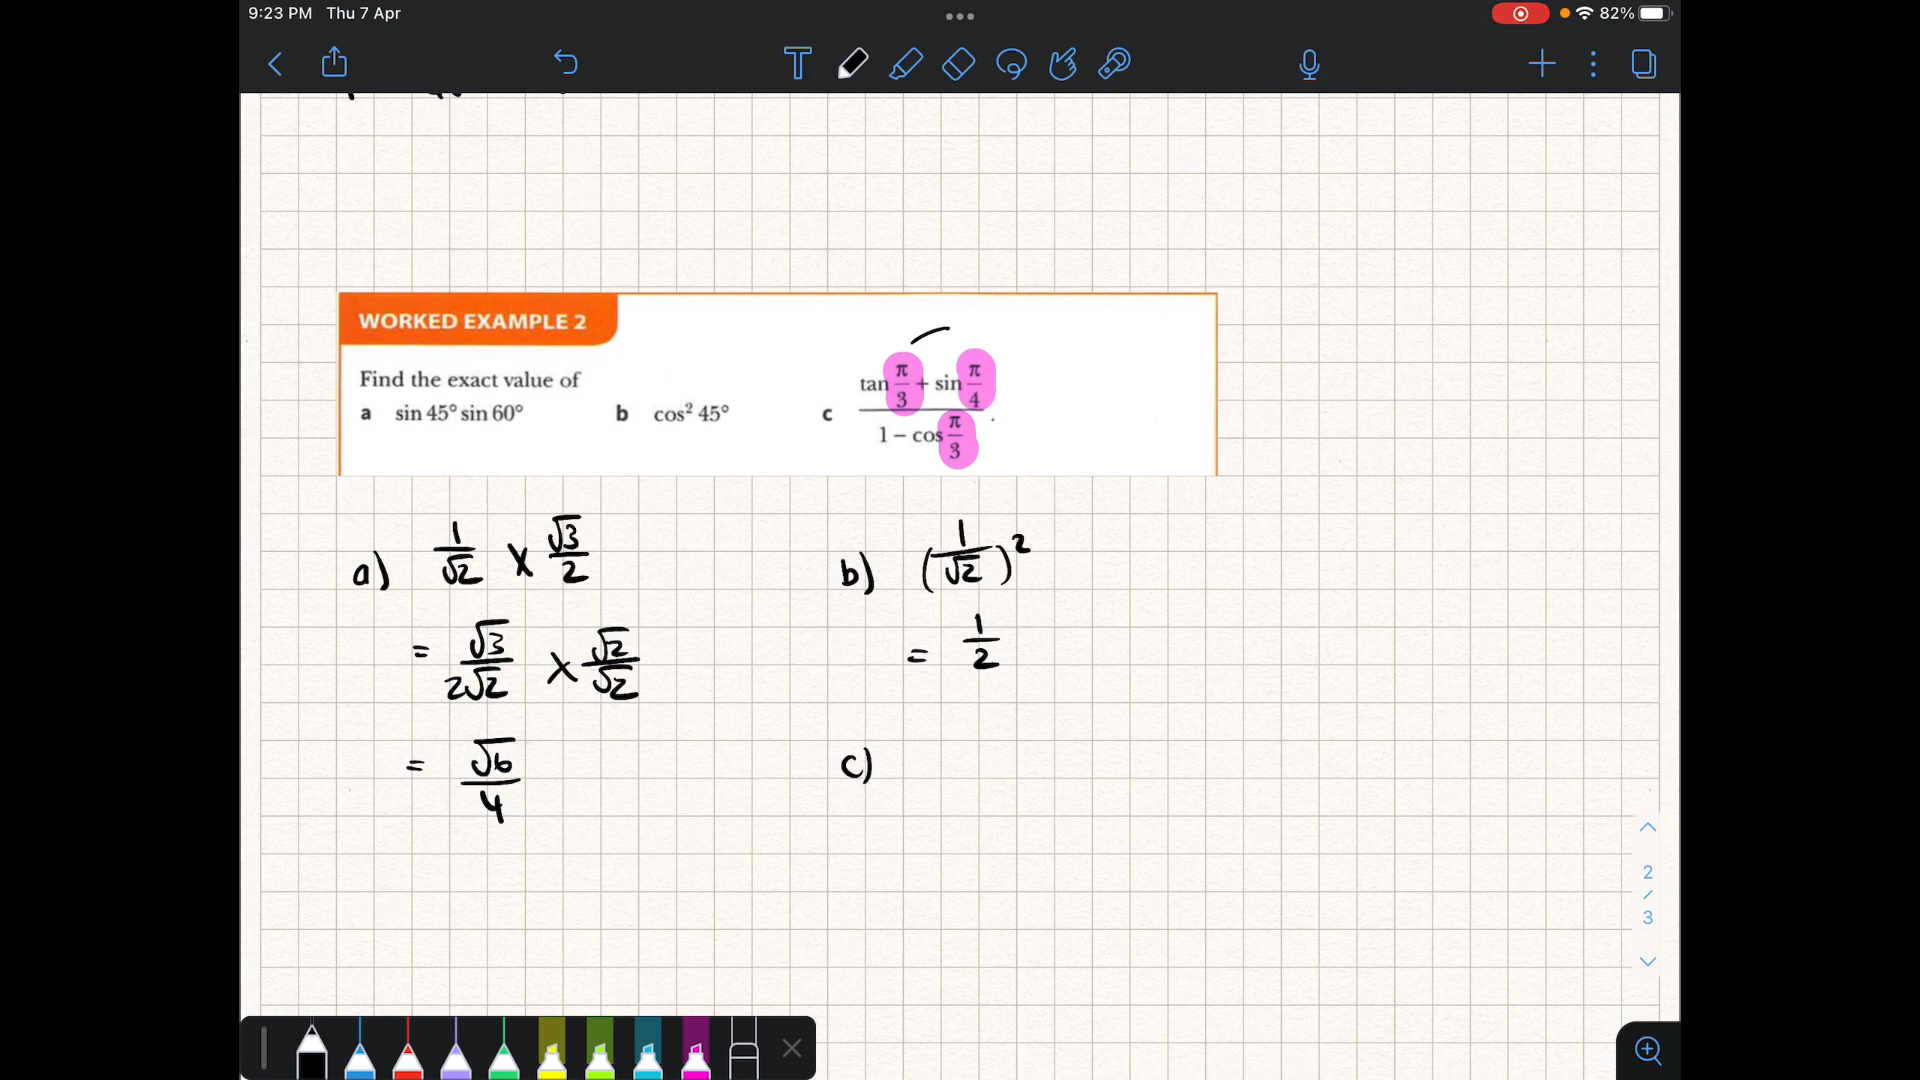 9:23 PM Thu 7 Apr
82%
T
WORKED EXAMPLE 2
Find the exact value of
a sin 45° sin 60° b cos² 45° c (tan π/3 + sin π/4)/(1 − cos π/3).
a) 1/√2 × √3/2
= √3/2√2 × √2/√2
= √6/4
b) (1/√2)²
= 1/2
c)
2
/
3